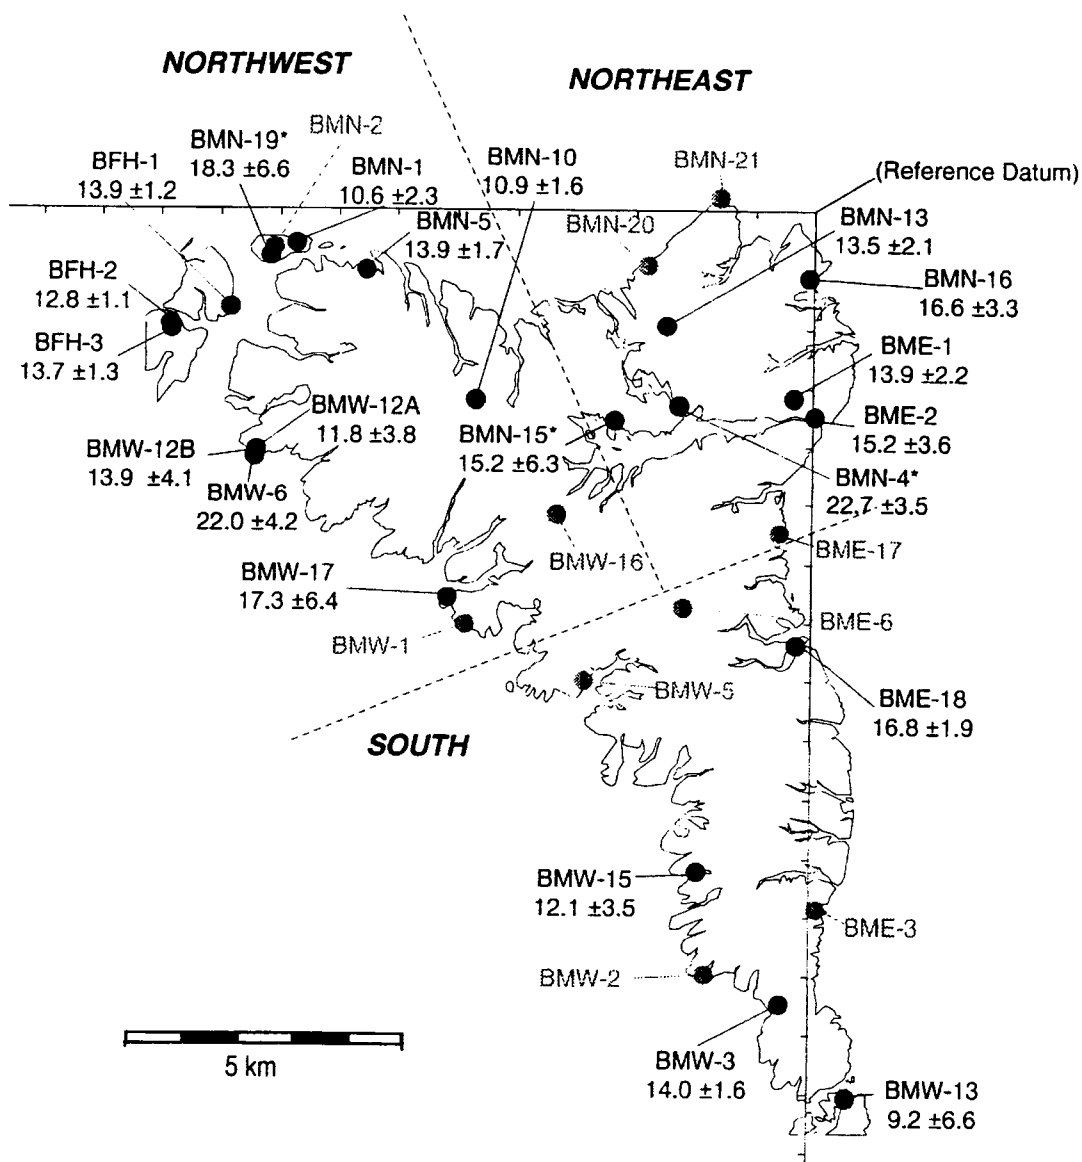 NORTHWEST
NORTHEAST
BMN-2
BMN-19*
18.3 ±6.6
BFH-1
13.9 ±1.2
BMN-1
10.6 ±2.3
BMN-10
10.9 ±1.6
BMN-21
(Reference Datum)
BMN-5
13.9 ±1.7
BMN-20
BMN-13
13.5 ±2.1
BFH-2
12.8 ±1.1
BMN-16
16.6 ±3.3
BFH-3
13.7 ±1.3
BME-1
13.9 ±2.2
BMW-12A
11.8 ±3.8
BMW-12B
13.9 ±4.1
BMN-15*
15.2 ±6.3
BME-2
15.2 ±3.6
BMW-6
22.0 ±4.2
BMN-4*
22.7 ±3.5
BMW-16
BME-17
BMW-17
17.3 ±6.4
BMW-1
BME-6
BMW-5
BME-18
16.8 ±1.9
SOUTH
BMW-15
12.1 ±3.5
BME-3
BMW-2
5 km
BMW-3
14.0 ±1.6
BMW-13
9.2 ±6.6